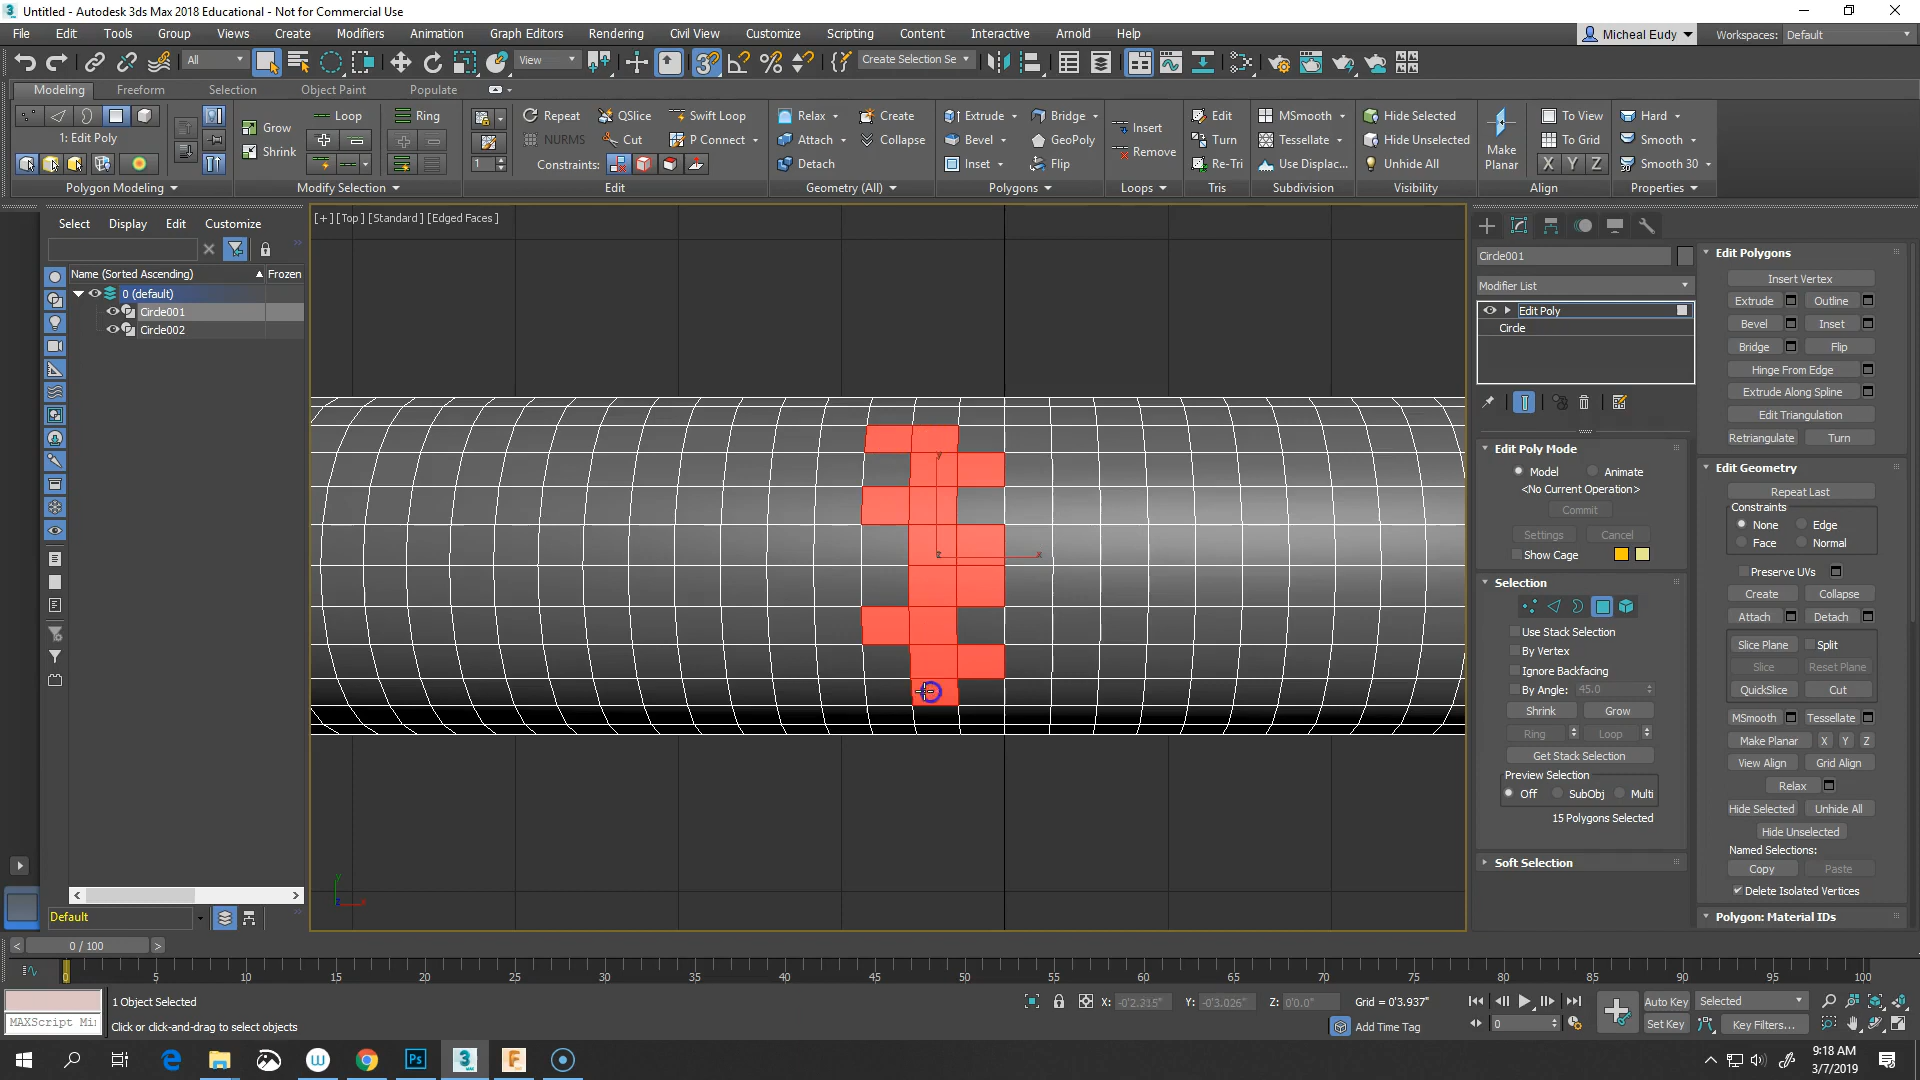 Untitled - Autodesk 3ds Max 2018 Educational - Not for Commercial Use
File Edit Tools Group Views Create Modifiers Animation Graph Editors Rendering Civil View Customize Scripting Content Interactive Arnold Help
Micheal Eudy
Workspaces: Default
All
View
Create Selection Se
Modeling Freeform Selection Object Paint Populate
Grow Loop Ring Repeat QSlice Swift Loop Relax Create Extrude Bridge Insert Edit MSmooth Hide Selected To View Hard
1: Edit Poly
Shrink NURMS Cut P Connect Attach Collapse Bevel GeoPoly Remove Turn Tessellate Hide Unselected Make Planar To Grid Smooth
1 Constraints: Detach Inset Flip Re-Tri Use Displac... Unhide All X Y Z Smooth 30
Polygon Modeling Modify Selection Edit Geometry (All) Polygons Loops Tris Subdivision Visibility Align Properties
Select Display Edit Customize
[+] [Top] [Standard] [Edged Faces]
Name (Sorted Ascending) Frozen
0 (default)
Circle001
Circle002
y
z
x
Default
Circle001
Modifier List
Edit Poly
Circle
Edit Poly Mode
Model Animate
<No Current Operation>
Commit
Settings Cancel
Show Cage
Selection
Use Stack Selection
By Vertex
Ignore Backfacing
By Angle: 45.0
Shrink Grow
Ring Loop
Get Stack Selection
Preview Selection
Off SubObj Multi
15 Polygons Selected
Soft Selection
Edit Polygons
Insert Vertex
Extrude Outline
Bevel Inset
Bridge Flip
Hinge From Edge
Extrude Along Spline
Edit Triangulation
Retriangulate Turn
Edit Geometry
Repeat Last
Constraints
None Edge
Face Normal
Preserve UVs
Create Collapse
Attach Detach
Slice Plane Split
Slice Reset Plane
QuickSlice Cut
MSmooth Tessellate
Make Planar X Y Z
View Align Grid Align
Relax
Hide Selected Unhide All
Hide Unselected
Named Selections:
Copy Paste
Delete Isolated Vertices
Polygon: Material IDs
< 0 / 100 >
0 5 10 15 20 25 30 35 40 45 50 55 60 65 70 75 80 85 90 95 100
1 Object Selected
X: -0'2.215" Y: -0'3.026" Z: 0'0.0" Grid = 0'3.937"
Auto Key Selected
MAXScript Mi
Click or click-and-drag to select objects
Add Time Tag
0
Set Key Key Filters...
9:18 AM
3/7/2019